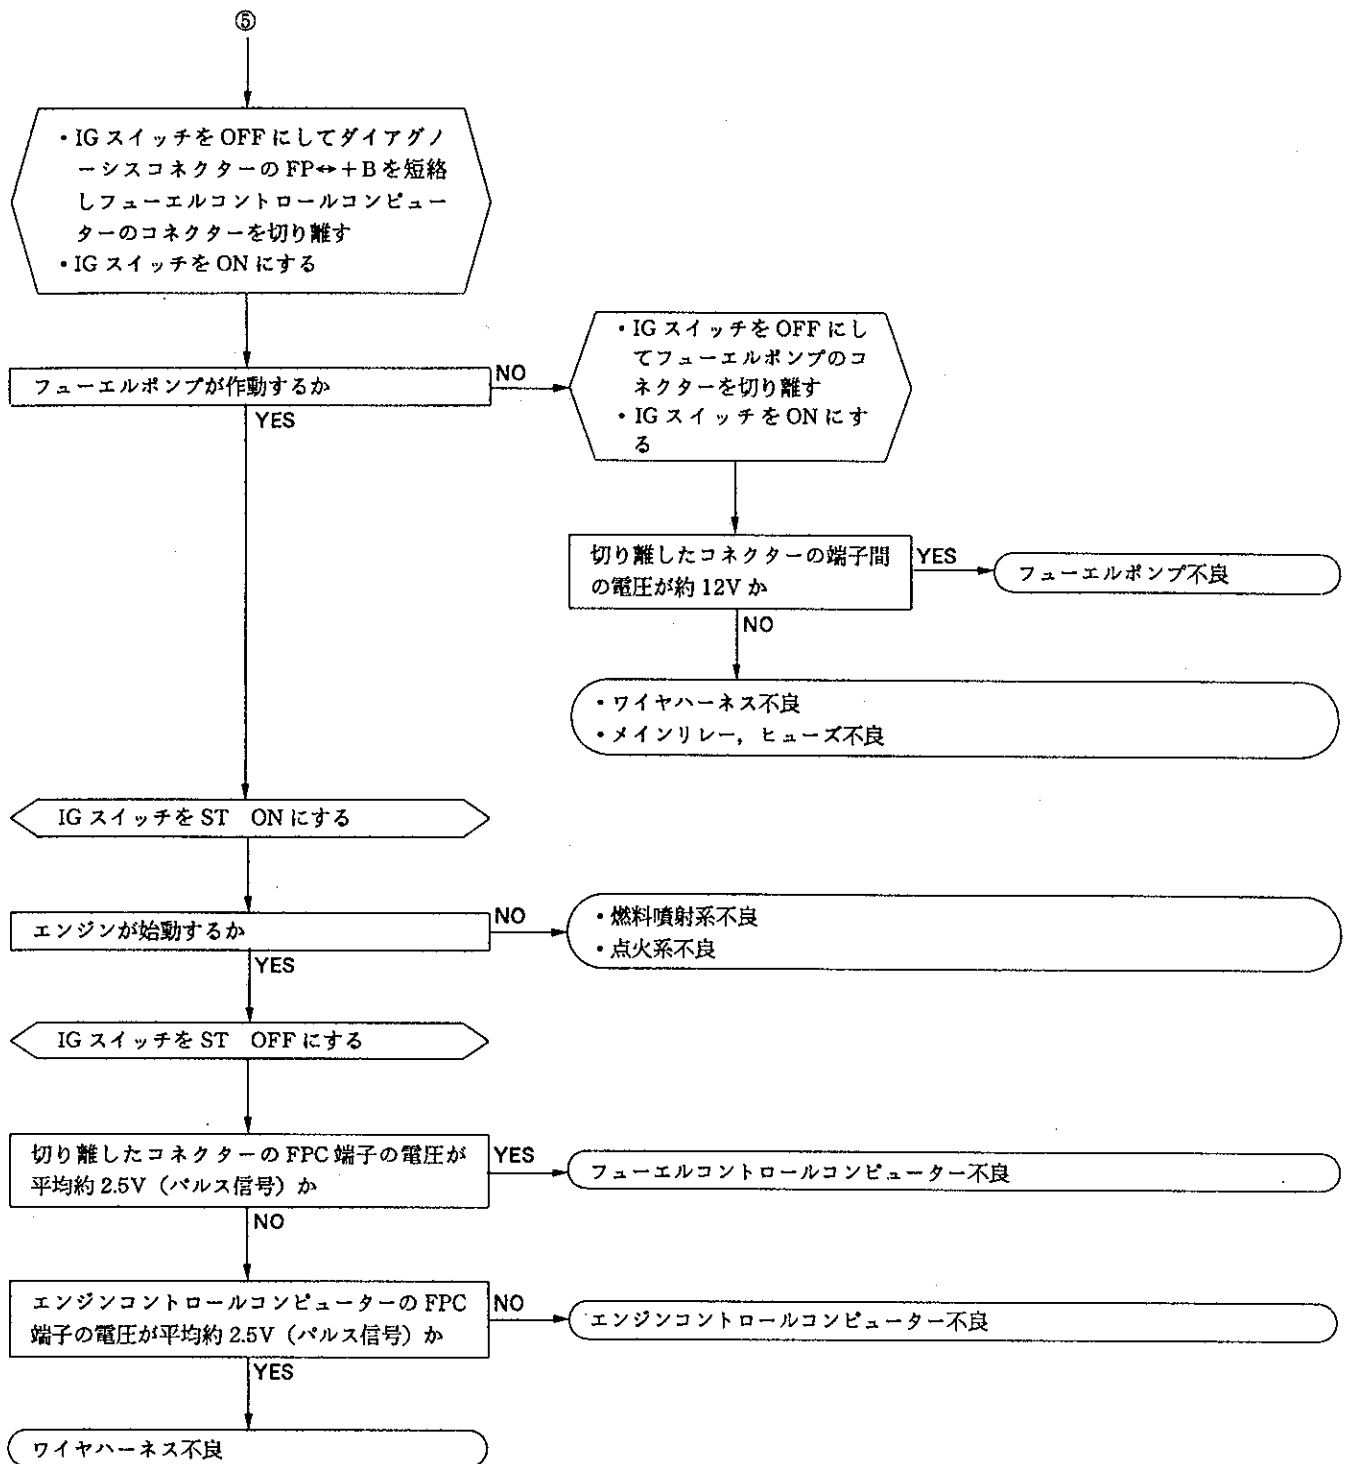 ⑤
・IG スイッチを OFF にしてダイアグノ
ーシスコネクターの FP↔+B を短絡
しフューエルコントロールコンピュー
ターのコネクターを切り離す
・IG スイッチを ON にする
フューエルポンプが作動するか
NO
YES
・IG スイッチを OFF にし
てフューエルポンプのコ
ネクターを切り離す
・IG スイッチを ON にす
る
切り離したコネクターの端子間
の電圧が約 12V か
YES
フューエルポンプ不良
NO
・ワイヤハーネス不良
・メインリレー，ヒューズ不良
IG スイッチを ST ON にする
エンジンが始動するか
NO
・燃料噴射系不良
・点火系不良
YES
IG スイッチを ST OFF にする
切り離したコネクターの FPC 端子の電圧が
平均約 2.5V（パルス信号）か
YES
フューエルコントロールコンピューター不良
NO
エンジンコントロールコンピューターの FPC
端子の電圧が平均約 2.5V（パルス信号）か
NO
エンジンコントロールコンピューター不良
YES
ワイヤハーネス不良